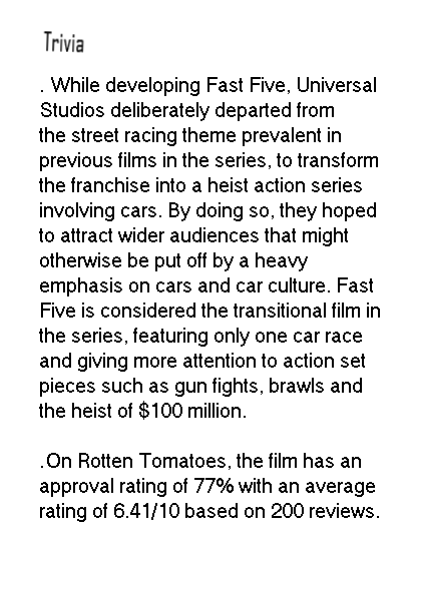 Trivia
. While developing Fast Five, Universal
Studios deliberately departed from
the street racing theme prevalent in
previous films in the series, to transform
the franchise into a heist action series
involving cars. By doing so, they hoped
to attract wider audiences that might
otherwise be put off by a heavy
emphasis on cars and car culture. Fast
Five is considered the transitional film in
the series, featuring only one car race
and giving more attention to action set
pieces such as gun fights, brawls and
the heist of $100 million.
.On Rotten Tomatoes, the film has an
approval rating of 77% with an average
rating of 6.41/10 based on 200 reviews.